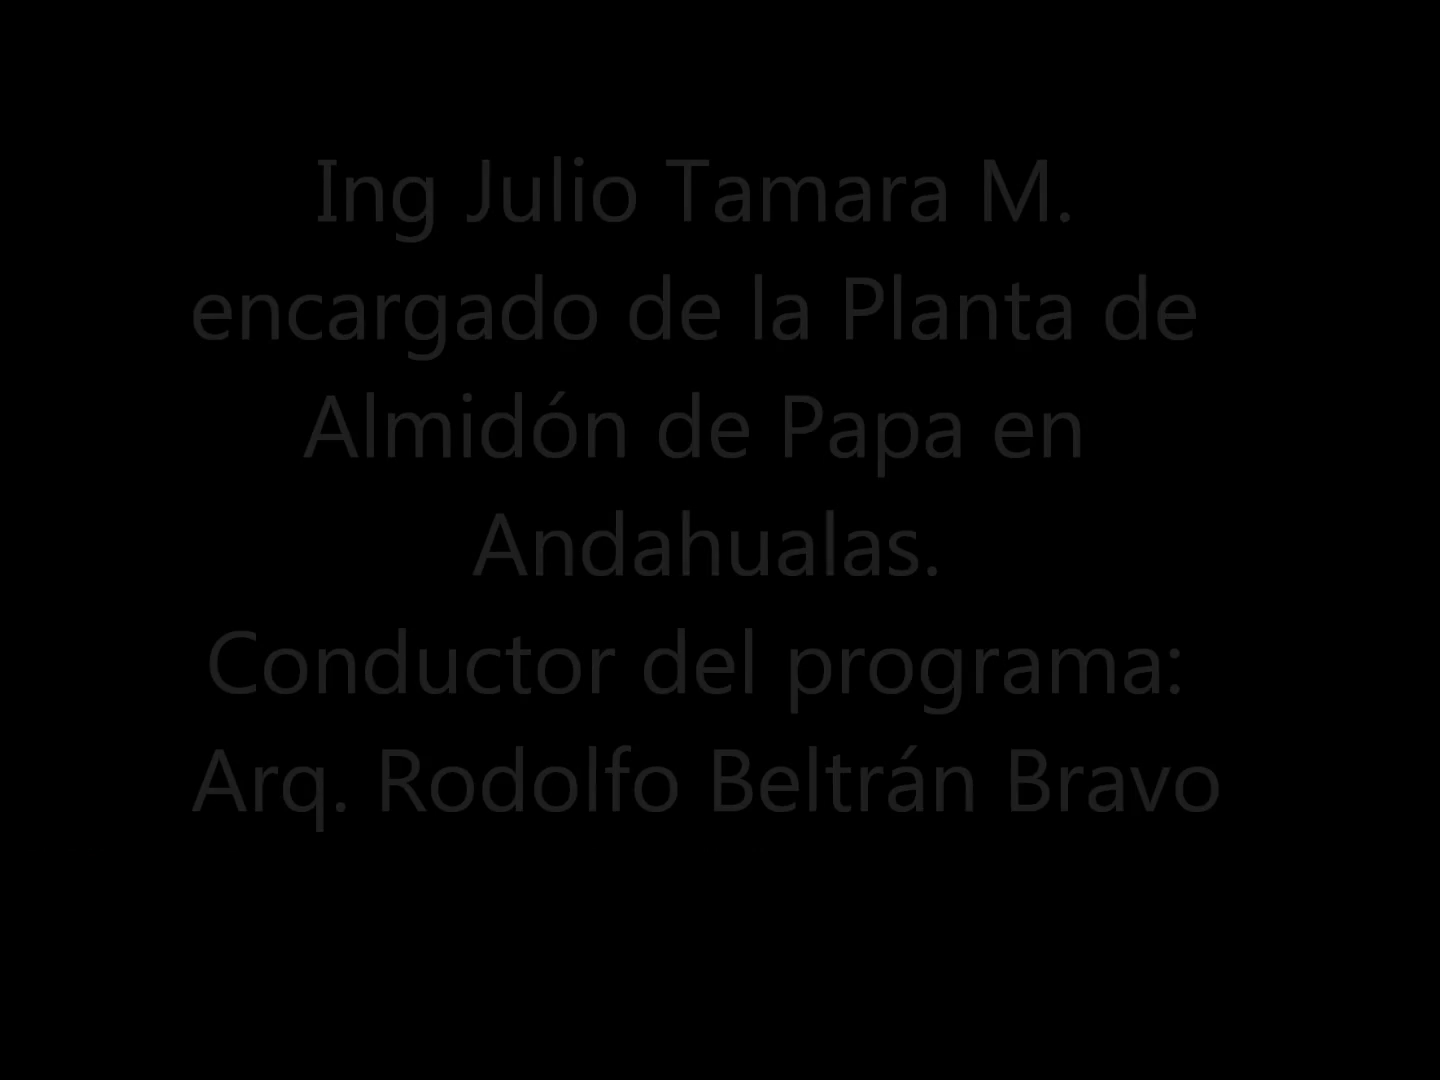 Ing Julio Tamara M.
encargado de la Planta de
Almidón de Papa en
Andahualas.
Conductor del programa:
Arq. Rodolfo Beltrán Bravo